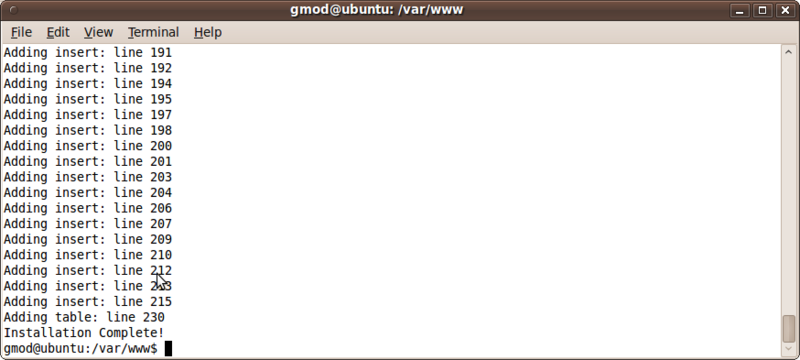 gmod@ubuntu: /var/www
File Edit View Terminal Help
Adding insert: line 191
Adding insert: line 192
Adding insert: line 194
Adding insert: line 195
Adding insert: line 197
Adding insert: line 198
Adding insert: line 200
Adding insert: line 201
Adding insert: line 203
Adding insert: line 204
Adding insert: line 206
Adding insert: line 207
Adding insert: line 209
Adding insert: line 210
Adding insert: line 212
Adding insert: line 213
Adding insert: line 215
Adding table: line 230
Installation Complete!
gmod@ubuntu:/var/www$